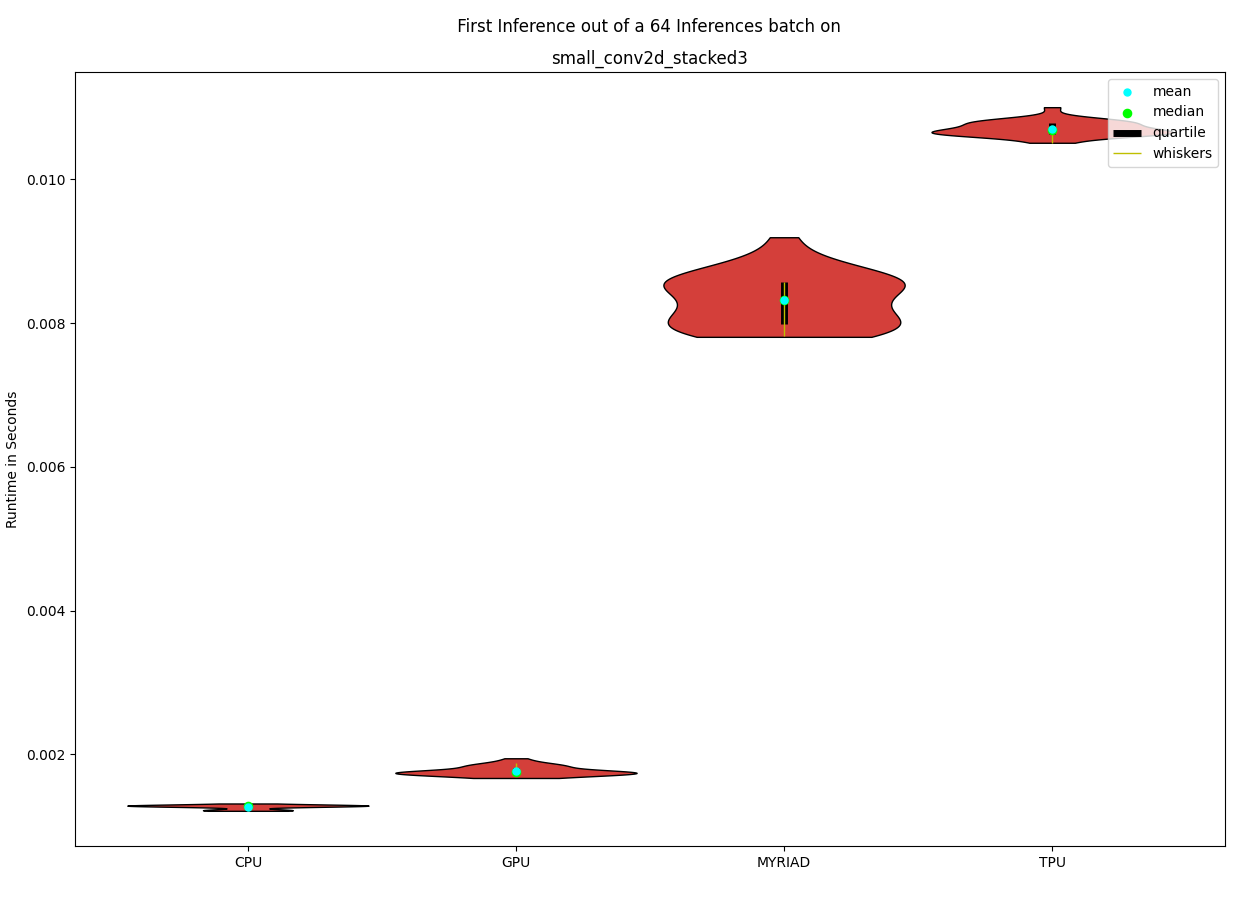 First Inference out of a 64 Inferences batch on
small_conv2d_stacked3
mean
median
quartile
whiskers
Runtime in Seconds
0.010
0.008
0.006
0.004
0.002
CPU
GPU
MYRIAD
TPU